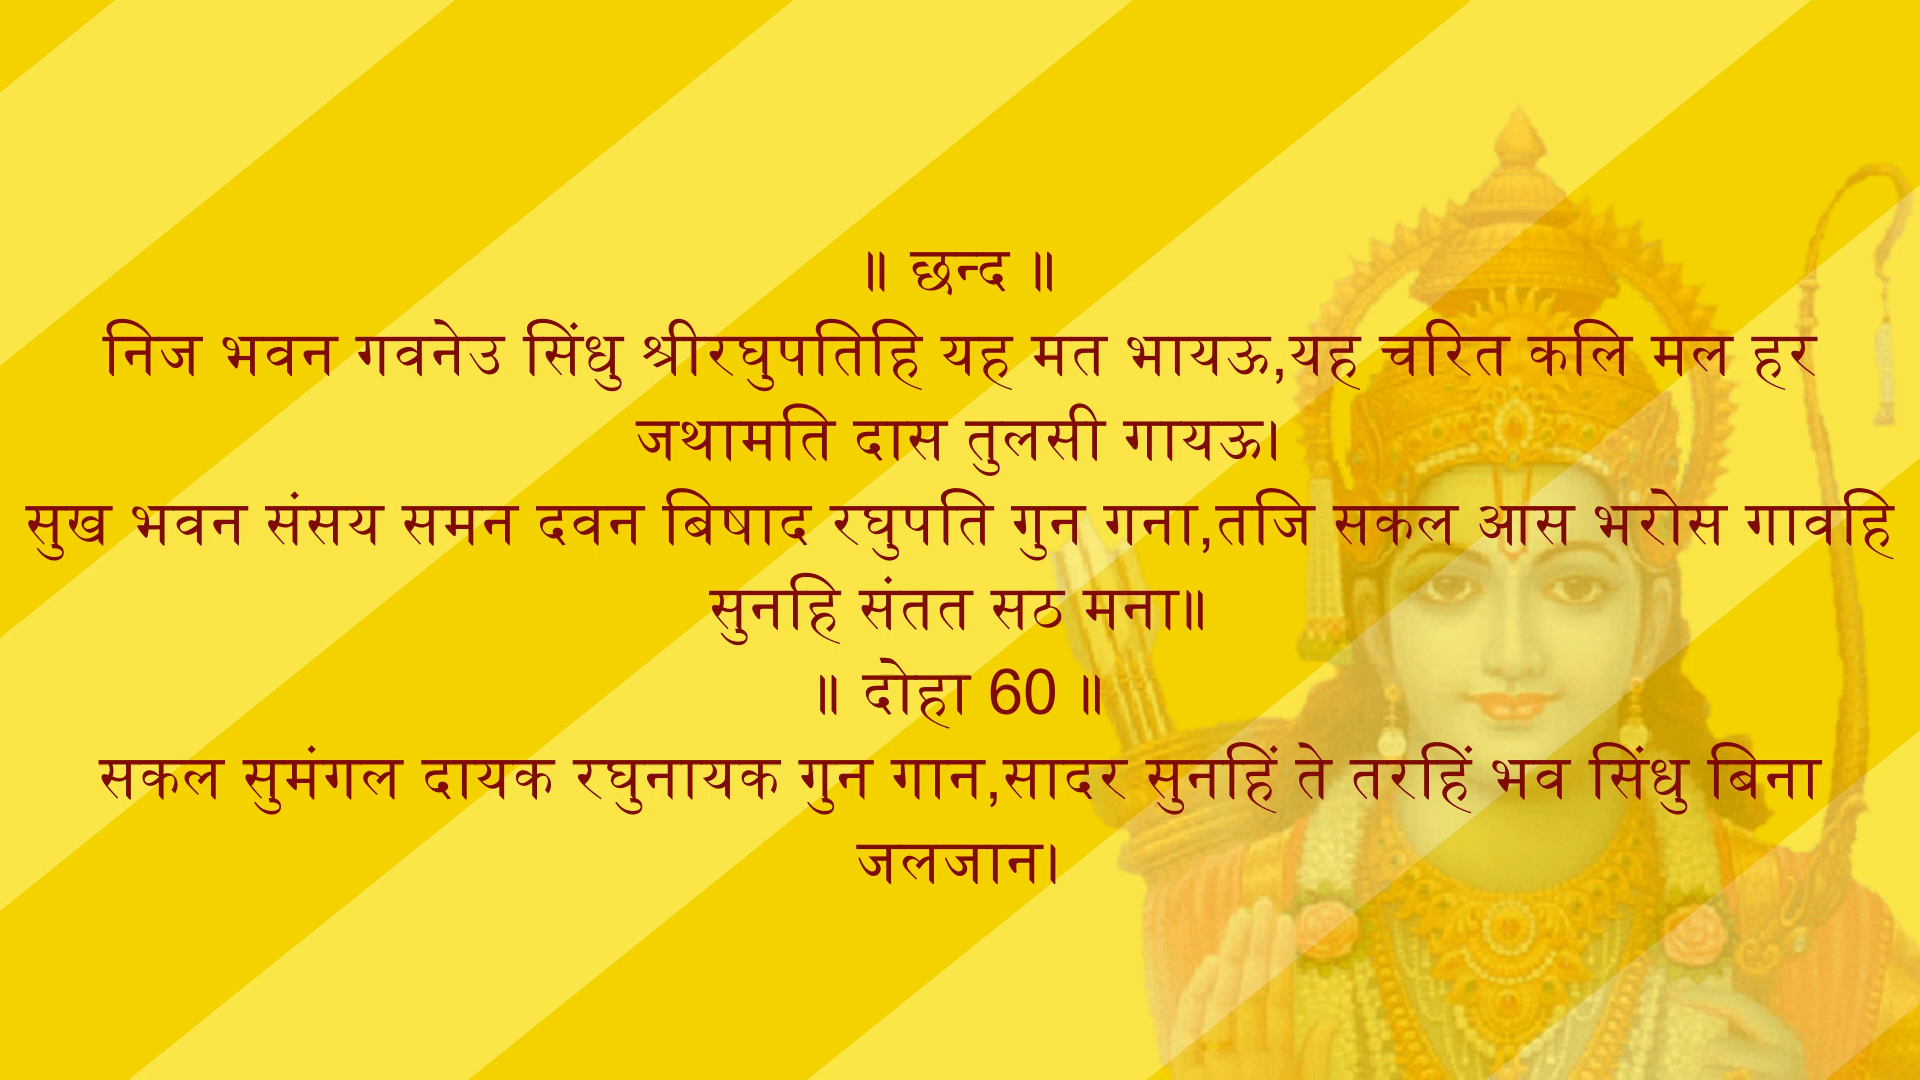 ॥ छन्द ॥
निज भवन गवनेउ सिंधु श्रीरघुपतिहि यह मत भायऊ,यह चरित कलि मल हर
जथामति दास तुलसी गायऊ।
सुख भवन संसय समन दवन बिषाद रघुपति गुन गना,तजि सकल आस भरोस गावहि
सुनहि संतत सठ मना॥
॥ दोहा 60 ॥
सकल सुमंगल दायक रघुनायक गुन गान,सादर सुनहिं ते तरहिं भव सिंधु बिना
जलजान।